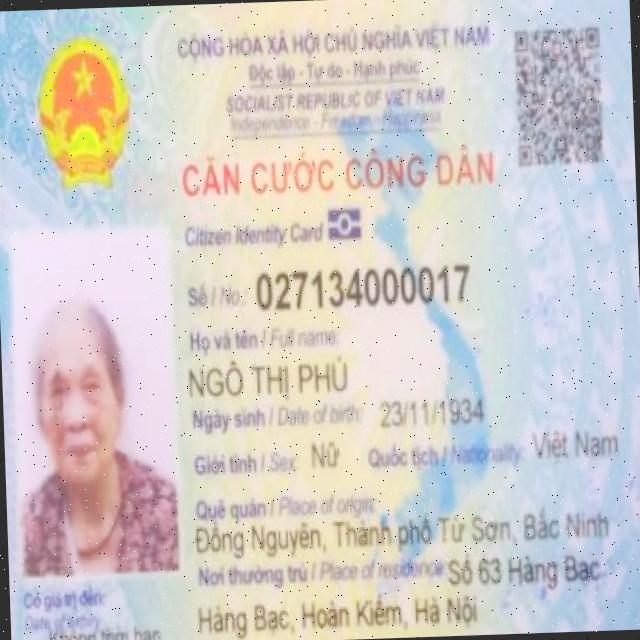 CỘNG HÒA XÃ HỘI CHỦ NGHĨA VIỆT NAM
Độc lập - Tự do - Hạnh phúc
SOCIALIST REPUBLIC OF VIET NAM
Independence - Freedom - Happiness
CĂN CƯỚC CÔNG DÂN
Citizen Identity Card
Số / No.: 027134000017
Họ và tên / Full name:
NGÔ THỊ PHÚ
Ngày sinh / Date of birth: 23/11/1934
Giới tính / Sex: Nữ Quốc tịch / Nationality: Việt Nam
Quê quán / Place of origin:
Đồng Nguyên, Thành phố Từ Sơn, Bắc Ninh
Nơi thường trú / Place of residence: Số 63 Hàng Bạc
Hàng Bạc, Hoàn Kiếm, Hà Nội
Có giá trị đến:
Date of expiry
Không thời hạn